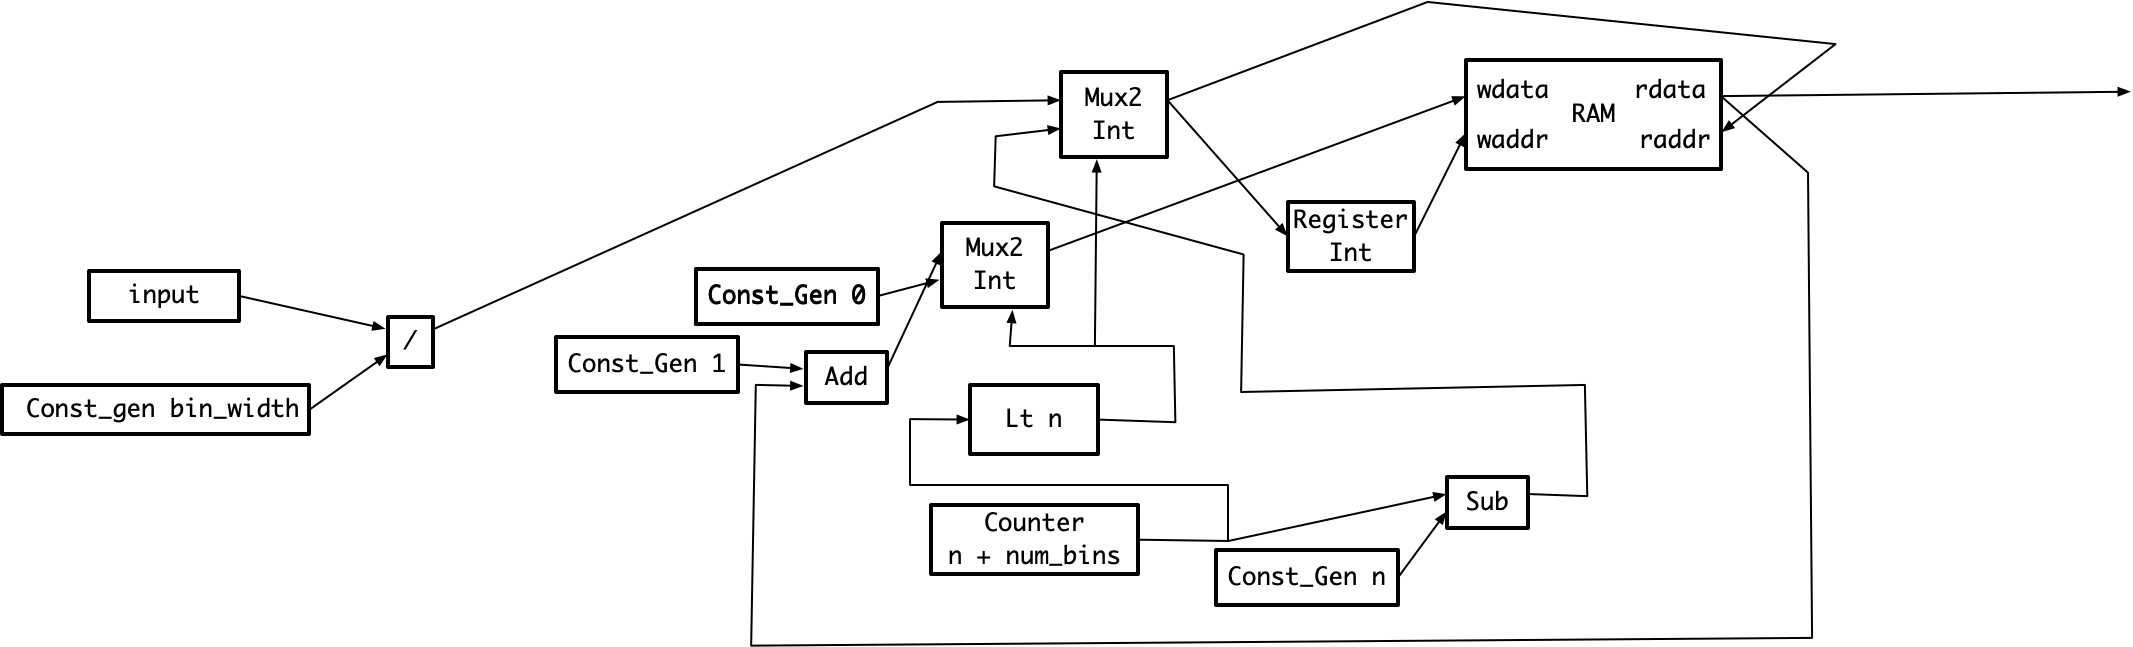 Mux2
Int
wdata
rdata
RAM
waddr
raddr
Register
Int
Mux2
Int
input
Const_Gen 0
/
Const_Gen 1
Add
Const_gen bin_width
Lt n
Sub
Counter
n + num_bins
Const_Gen n